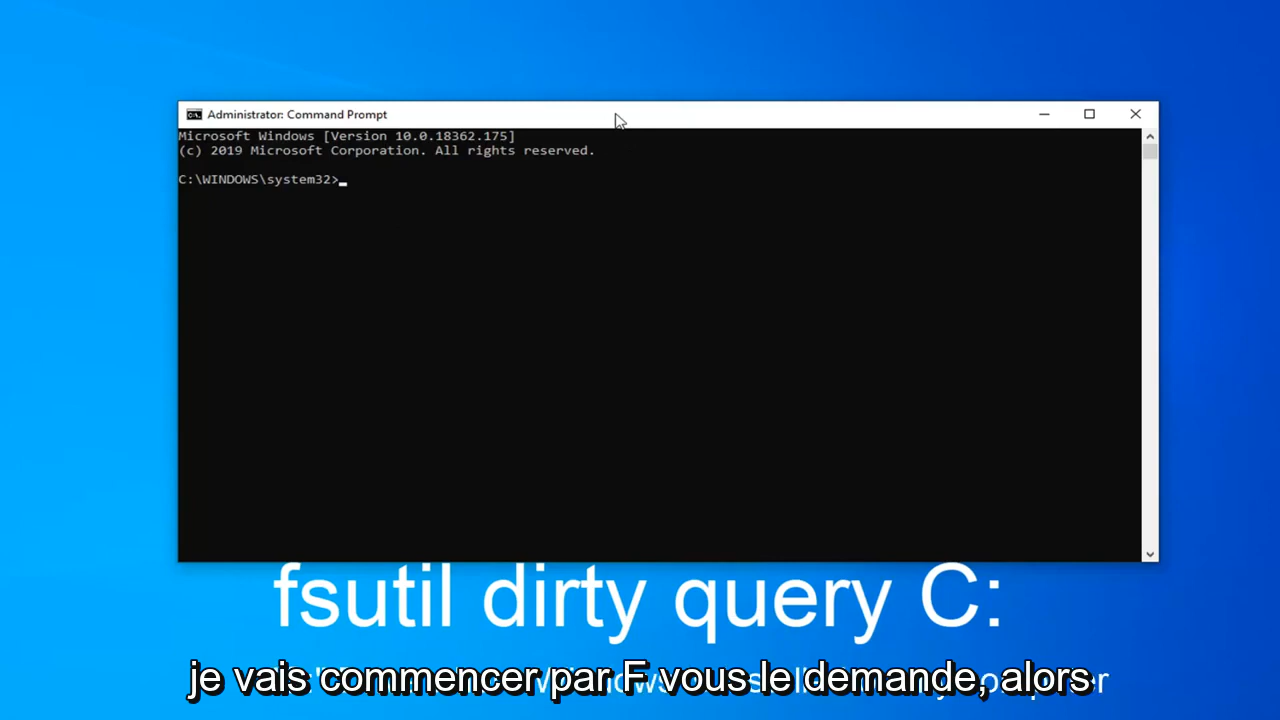 Administrator: Command Prompt
Microsoft Windows [Version 10.0.18362.175]
(c) 2019 Microsoft Corporation. All rights reserved.
C:\WINDOWS\system32>
fsutil dirty query C:
je vais commencer par F vous le demande, alors